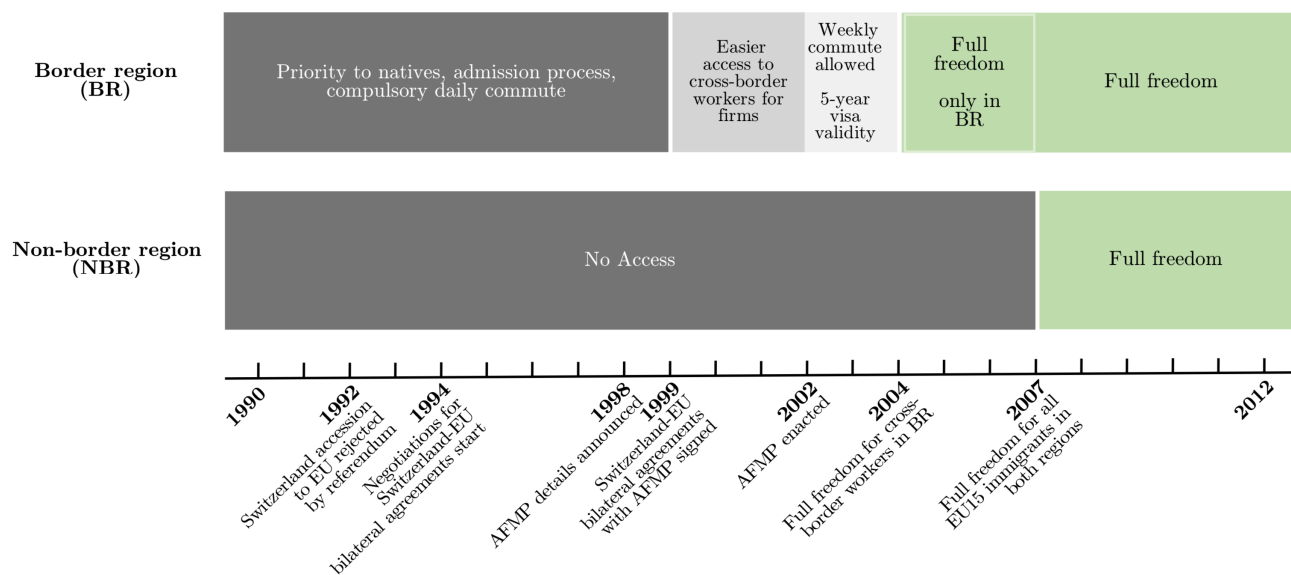 Border region
(BR)
Priority to natives, admission process,
compulsory daily commute
Easier
access to
cross-border
workers for
firms
Weekly
commute
allowed
5-year
visa
validity
Full
freedom
only in
BR
Full freedom
Non-border region
(NBR)
No Access
Full freedom
1990
1992
Switzerland accession
to EU rejected
by referendum
1994
Negotiations for
Switzerland-EU
bilateral agreements start
1998
AFMP details announced
1999
Switzerland-EU
bilateral agreements
with AFMP signed
2002
AFMP enacted
2004
Full freedom for cross-
border workers in BR
2007
Full freedom for all
EU15 immigrants in
both regions
2012